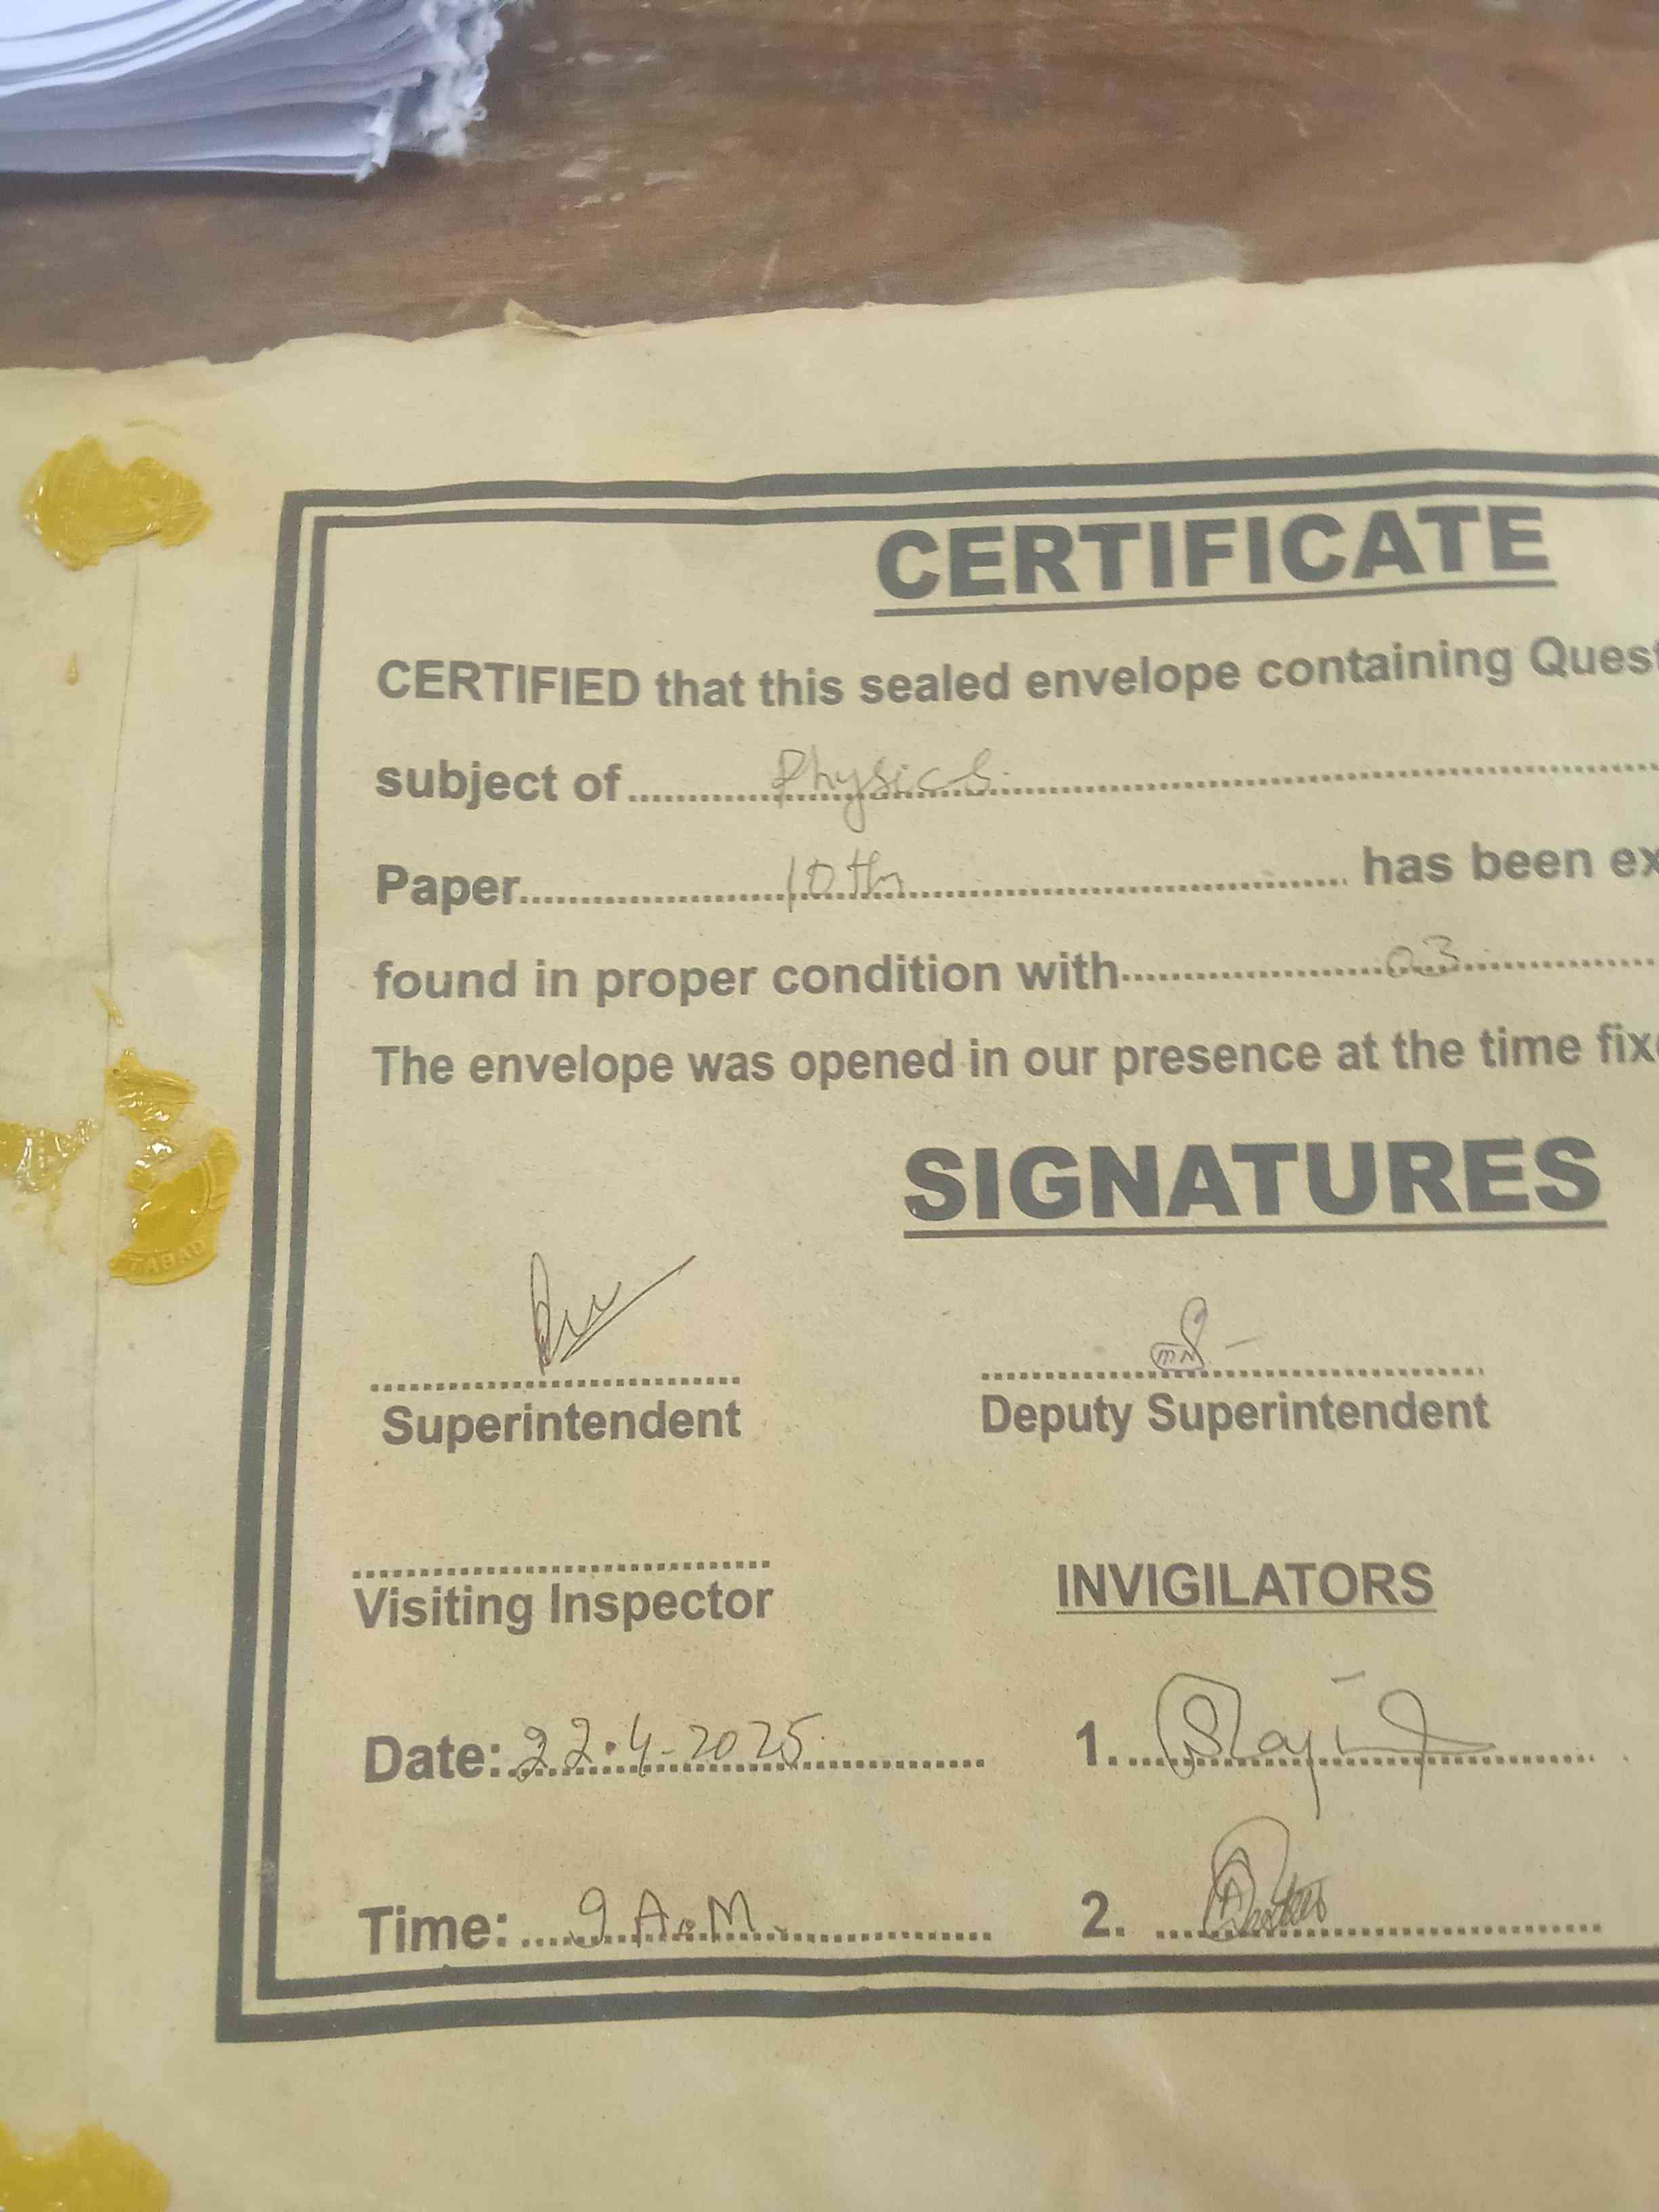 CERTIFICATE
CERTIFIED that this sealed envelope containing Quest
subject of Physics
Paper 10th has been ex
found in proper condition with 03
The envelope was opened in our presence at the time fix
SIGNATURES
TABAD
Superintendent Deputy Superintendent
Visiting Inspector INVIGILATORS
Date: 22.4-2025 1.
Time: 9 A.M. 2.